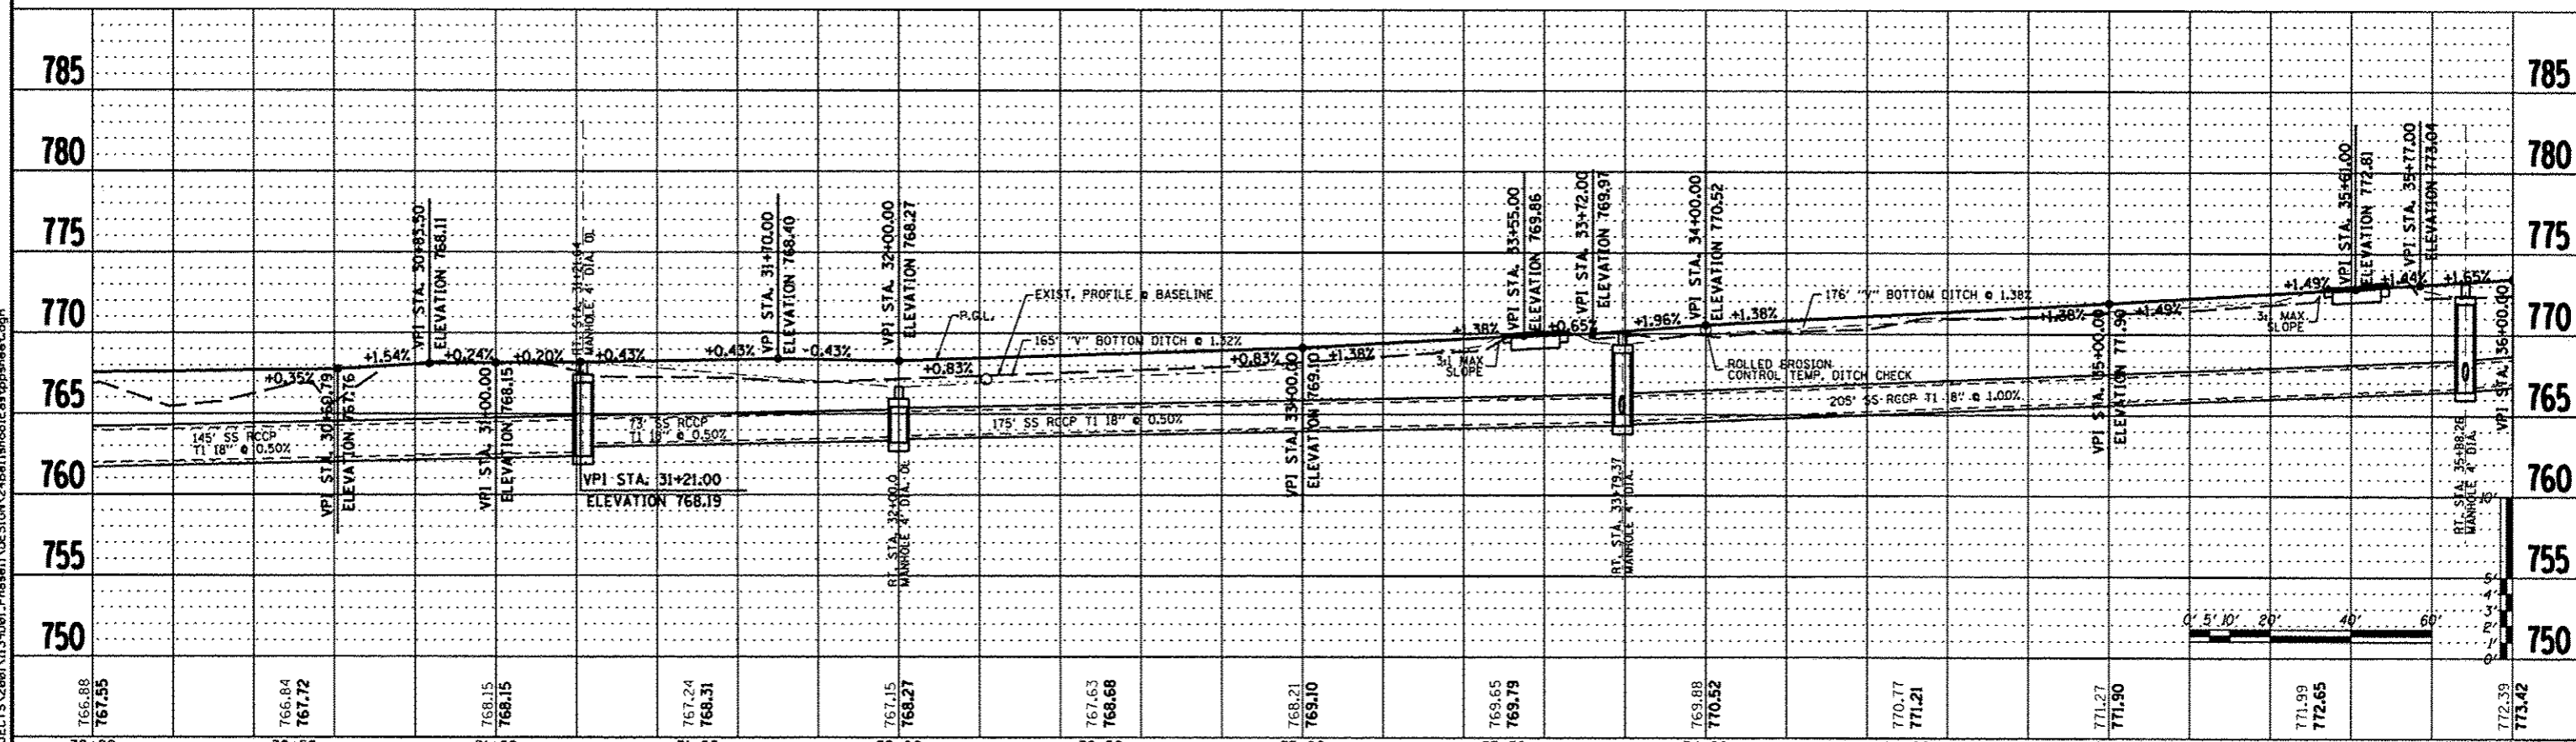 785
785
780
780
775
775
770
770
765
765
760
760
755
755
750
750
+0.35%
VPI STA. 30+60.79
ELEVATION 767.76
+1.54%
VPI STA. 30+83.50
ELEVATION 768.11
+0.24%
VPI STA. 31+00.00
ELEVATION 768.15
+0.20%
RT. STA. 31+21.64
MANHOLE 4' DIA. OL
+0.43%
VPI STA. 31+21.00
ELEVATION 768.19
+0.43%
VPI STA. 31+70.00
ELEVATION 768.40
-0.43%
VPI STA. 32+00.00
ELEVATION 768.27
RT. STA. 32+00.0
MANHOLE 4' DIA. OL
P.G.L.
EXIST. PROFILE @ BASELINE
165' "V" BOTTOM DITCH @ 1.32%
+0.83%
+0.83%
VPI STA. 33+00.00
ELEVATION 769.10
+1.38%
+1.38%
3:1 MAX
SLOPE
VPI STA. 33+55.00
ELEVATION 769.86
+0.65%
VPI STA. 33+72.00
ELEVATION 769.97
RT. STA. 33+79.37
MANHOLE 4' DIA.
+1.96%
VPI STA. 34+00.00
ELEVATION 770.52
+1.38%
176' "V" BOTTOM DITCH @ 1.38%
ROLLED EROSION
CONTROL TEMP. DITCH CHECK
+1.38%
VPI STA. 35+00.00
ELEVATION 771.90
+1.49%
+1.49%
3:1 MAX
SLOPE
VPI STA. 35+61.00
ELEVATION 772.81
+1.44%
VPI STA. 35+77.00
ELEVATION 773.04
+1.65%
RT. STA. 35+88.26
MANHOLE 4' DIA.
VPI STA. 36+00.00
145' SS RCCP
T1 18" @ 0.50%
73' SS RCCP
T1 18" @ 0.50%
175' SS RCCP T1 18" @ 0.50%
205' SS RCCP T1 18" @ 1.00%
0' 5' 10' 20' 40' 60'
10'
5'
4'
3'
2'
1'
0'
766.88
767.55
766.84
767.72
768.15
768.15
767.24
768.31
767.15
768.27
767.63
768.68
768.21
769.10
769.65
769.79
769.88
770.52
770.77
771.21
771.27
771.90
771.99
772.65
772.39
773.42